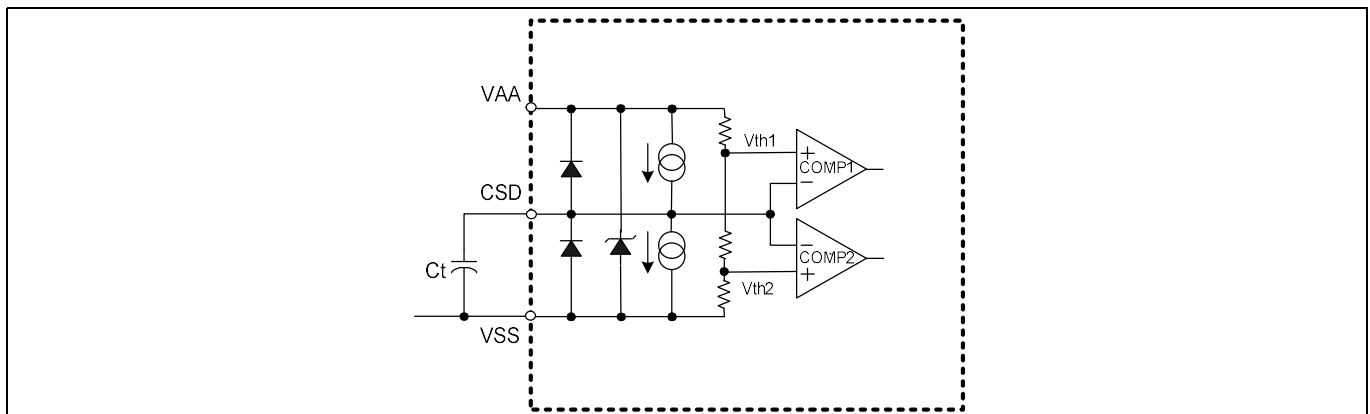 VAA
Vth1
+
COMP1
−
CSD
−
COMP2
+
Ct
Vth2
VSS